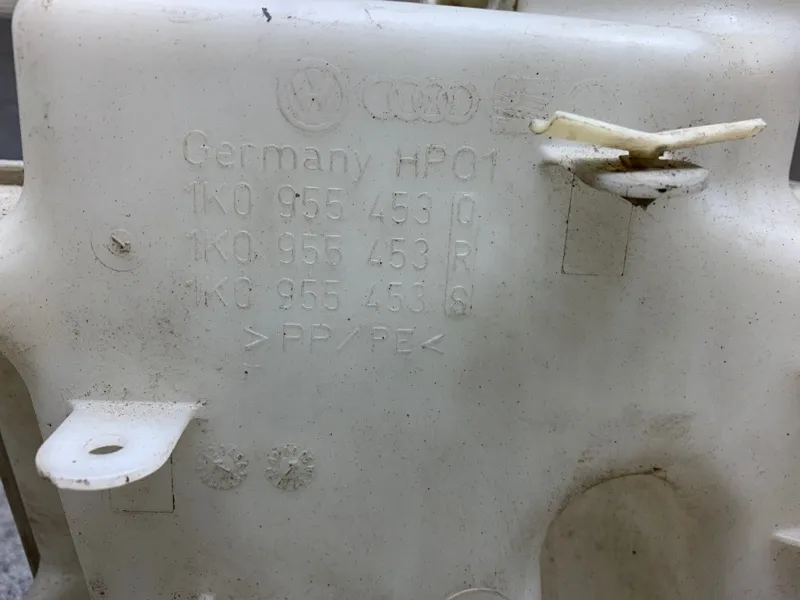 Germany HP01
1K0 955 453 Q
1K0 955 453 R
1K0 955 453 S
>PP/PE<